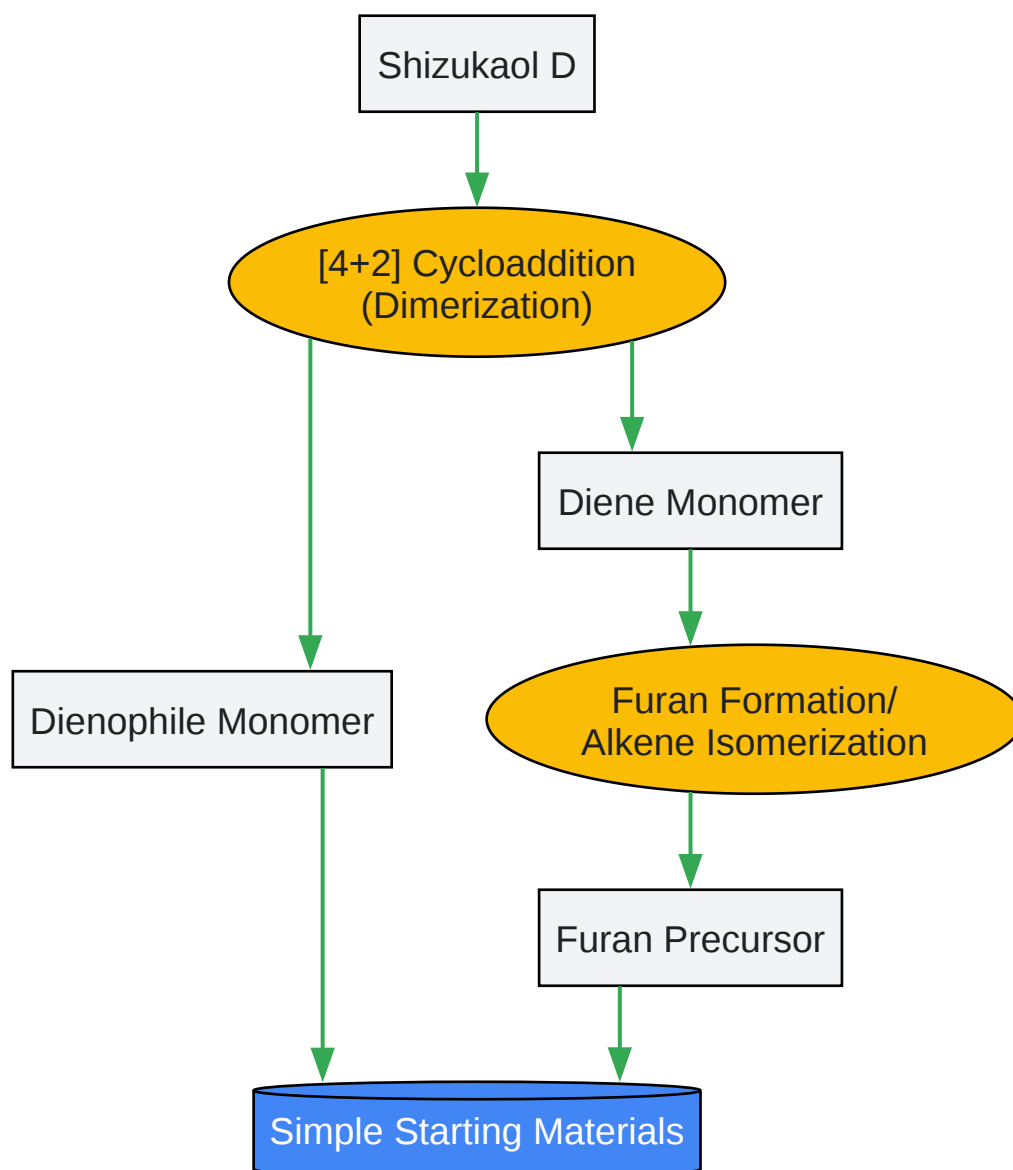 Shizukaol D
[4+2] Cycloaddition
(Dimerization)
Diene Monomer
Dienophile Monomer
Furan Formation/
Alkene Isomerization
Furan Precursor
Simple Starting Materials